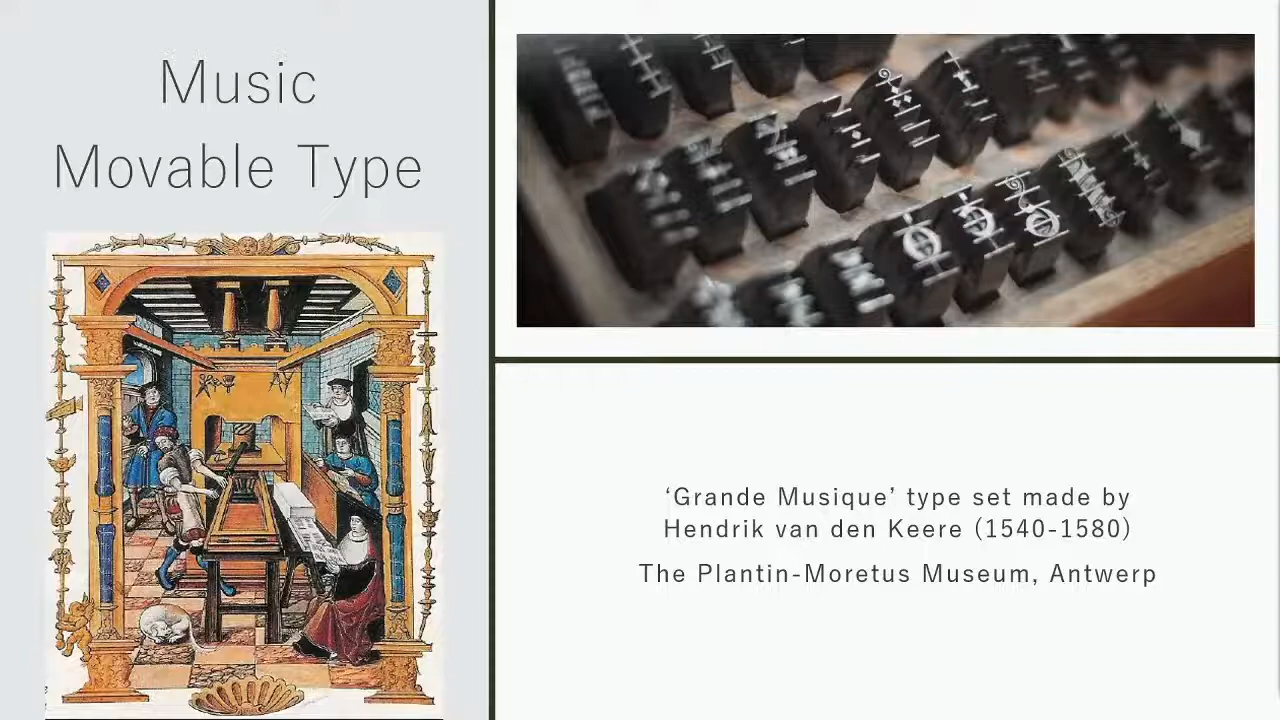 Music
Movable Type
‘Grande Musique’ type set made by
Hendrik van den Keere (1540-1580)
The Plantin-Moretus Museum, Antwerp